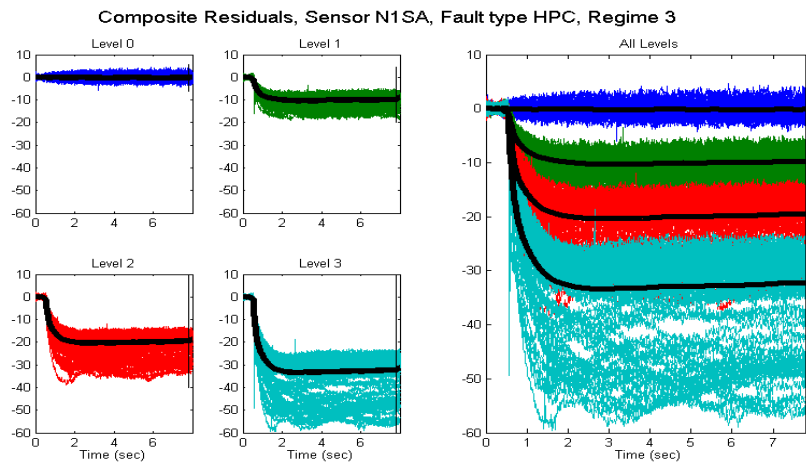 Composite Residuals, Sensor N1SA, Fault type HPC, Regime 3
Level 0
10
0
-10
-20
-30
-40
-50
-60
0 2 4 6
Level 1
10
0
-10
-20
-30
-40
-50
-60
0 2 4 6
Level 2
10
0
-10
-20
-30
-40
-50
-60
0 2 4 6
Time (sec)
Level 3
10
0
-10
-20
-30
-40
-50
-60
0 2 4 6
Time (sec)
All Levels
10
0
-10
-20
-30
-40
-50
-60
0 1 2 3 4 5 6 7
Time (sec)